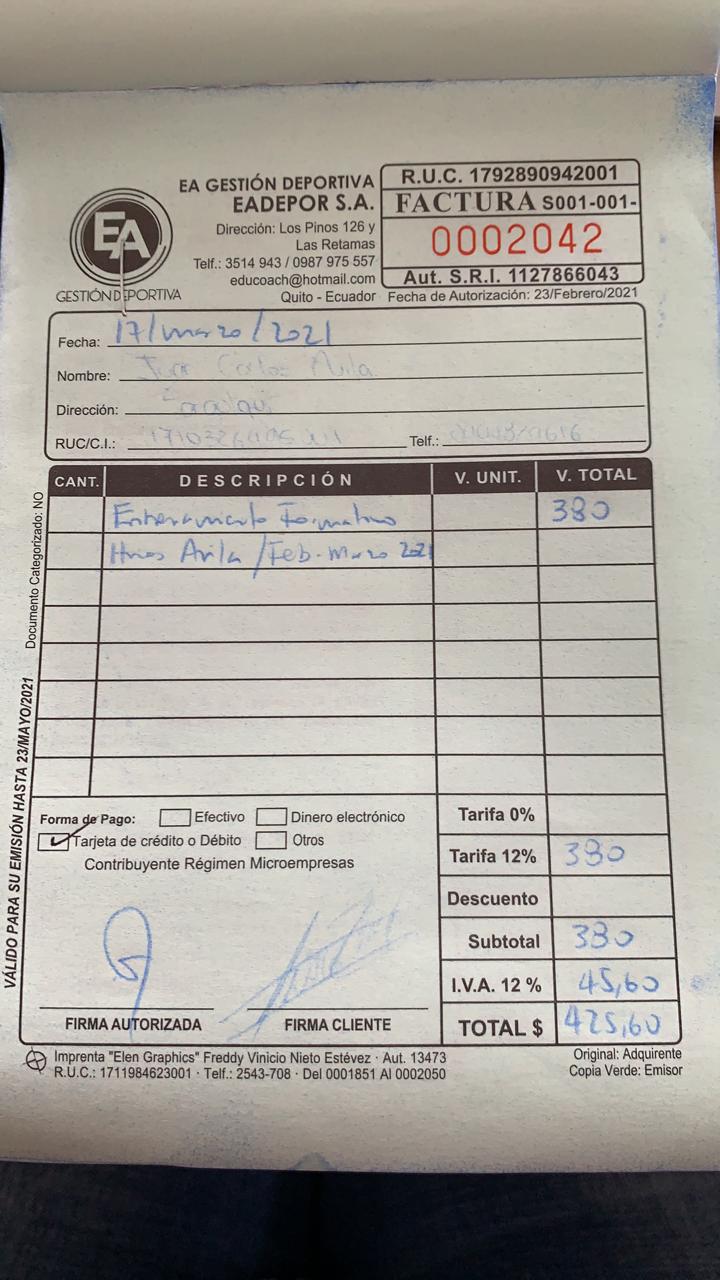 EA
GESTIÓN DEPORTIVA
EA GESTIÓN DEPORTIVA
EADEPOR S.A.
Dirección: Los Pinos 126 y
Las Retamas
Telf.: 3514 943 / 0987 975 557
educoach@hotmail.com
Quito - Ecuador
R.U.C. 1792890942001
FACTURA S001-001-
0002042
Aut. S.R.I. 1127866043
Fecha de Autorización: 23/Febrero/2021
Fecha: 17/marzo/2021
Nombre: Juan Carlos Avila
Dirección:
RUC/C.I.:
Telf.:
CANT. DESCRIPCIÓN V. UNIT. V. TOTAL
Entrenamiento Formativo 380
Hnos Avila /Feb-Marzo 2021
Documento Categorizado: NO
VÁLIDO PARA SU EMISIÓN HASTA 23/MAYO/2021
Forma de Pago: Efectivo Dinero electrónico
Tarjeta de crédito o Débito Otros
Contribuyente Régimen Microempresas
Tarifa 0%
Tarifa 12% 380
Descuento
Subtotal 380
I.V.A. 12 % 45,60
TOTAL $ 425,60
FIRMA AUTORIZADA FIRMA CLIENTE
Imprenta "Elen Graphics" Freddy Vinicio Nieto Estévez · Aut. 13473
R.U.C.: 1711984623001 · Telf.: 2543-708 · Del 0001851 Al 0002050
Original: Adquirente
Copia Verde: Emisor